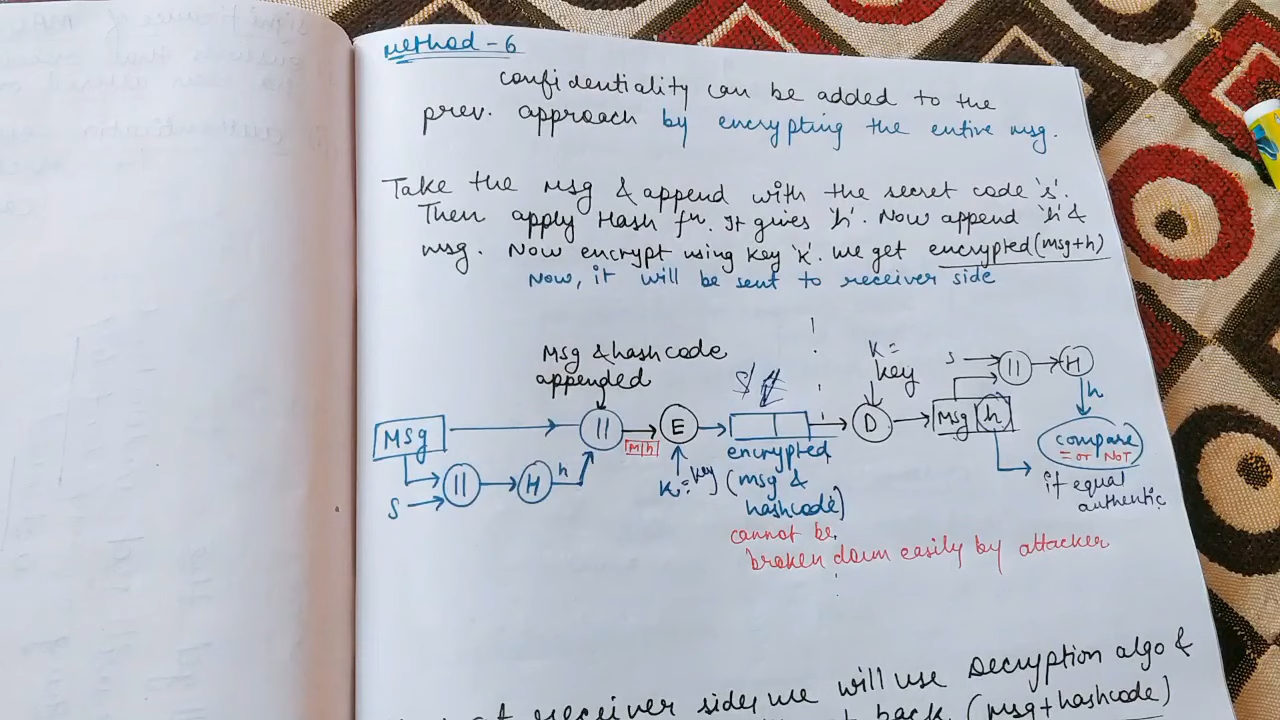 Method - 6
confidentiality can be added to the
prev. approach by encrypting the entire msg.
Take the Msg & append with the secret code 's'.
Then apply Hash fn. It gives 'h'. Now append 'h' &
msg. Now encrypt using key 'k'. we get encrypted(msg+h)
Now, it will be sent to receiver side
Msg & hash code
appended
K =
key
S
||
H
h
Msg
||
M h
E
D
Msg h
compare
= or NOT
S
||
H
h
K = key
encrypted
(msg &
hashcode)
if equal
authentic
cannot be
broken down easily by attacker
receiver side, we will use Decryption algo &
back (msg+hashcode)